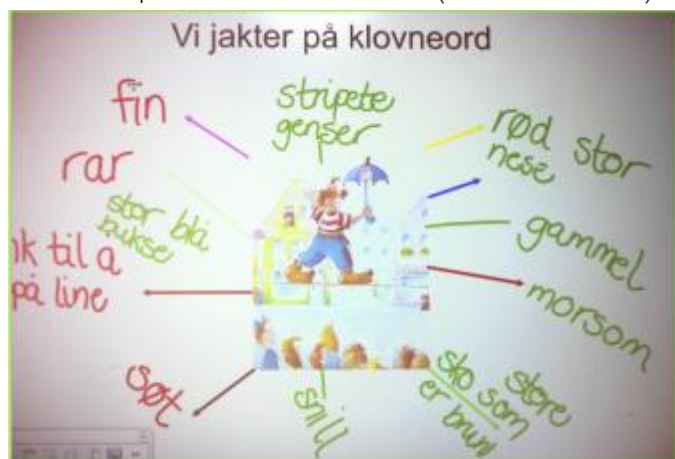 Vi jakter på klovneord
fin
rar
stor blå
bukse
nk til a
på line
søt
stripete
genser
snill
rød stor
nese
gammel
morsom
store
sko som
er